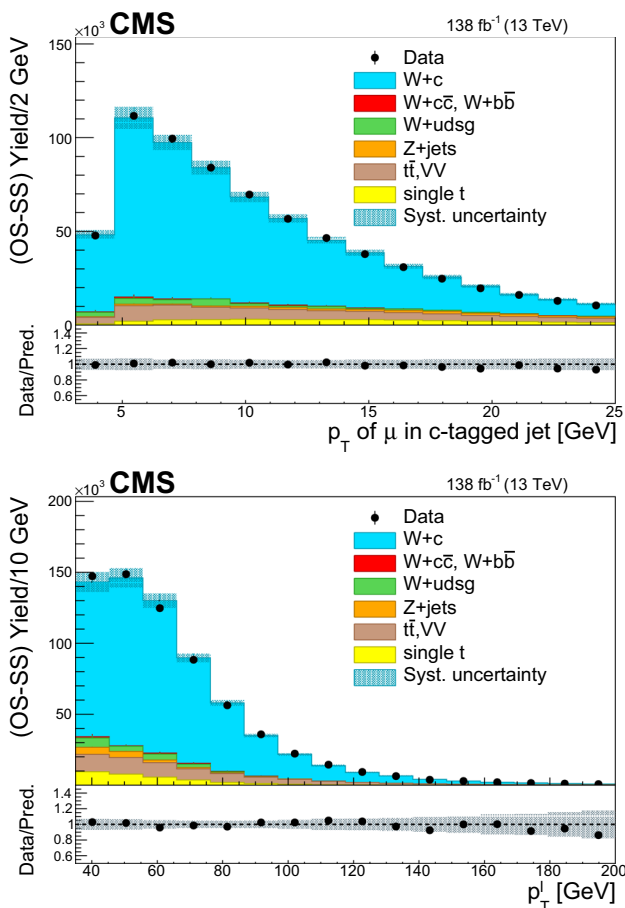 ×10³ CMS 138 fb⁻¹ (13 TeV)
(OS-SS) Yield/2 GeV
150
100
50
0
Data
W+c
W+cc̅, W+bb̅
W+udsg
Z+jets
tt̅,VV
single t
Syst. uncertainty
Data/Pred.
1.4
1.2
1
0.8
0.6
5 10 15 20 25
p_T of μ in c-tagged jet [GeV]
×10³ CMS 138 fb⁻¹ (13 TeV)
(OS-SS) Yield/10 GeV
200
150
100
50
Data
W+c
W+cc̅, W+bb̅
W+udsg
Z+jets
tt̅,VV
single t
Syst. uncertainty
Data/Pred.
1.4
1.2
1
0.8
0.6
40 60 80 100 120 140 160 180 200
p_T^l [GeV]